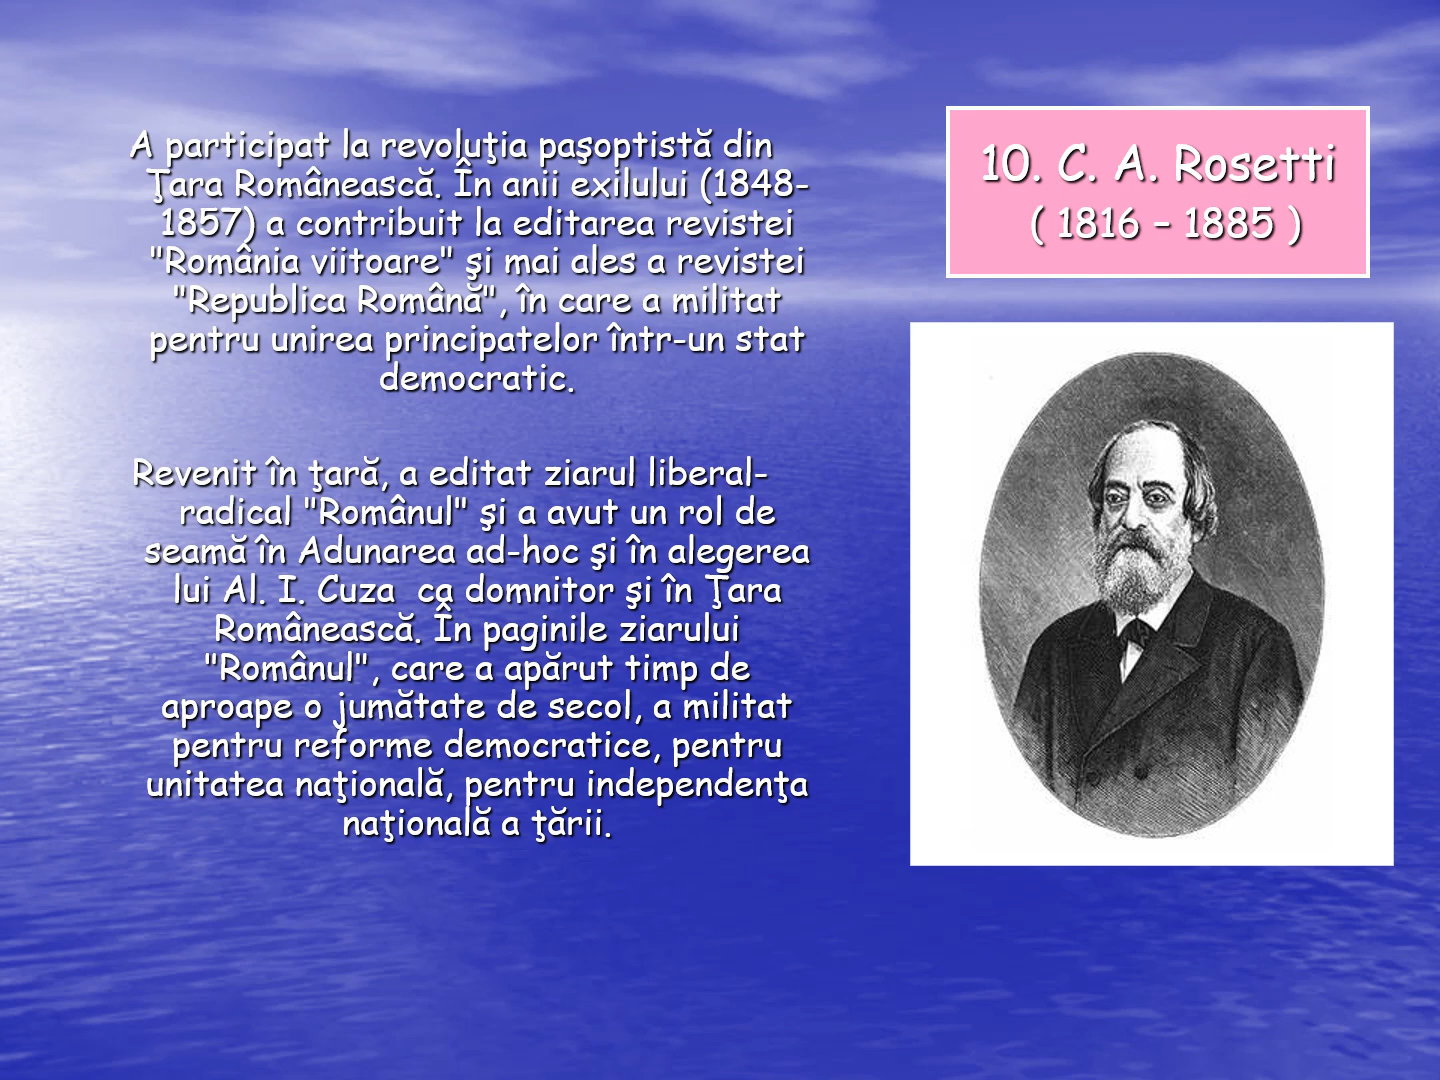 A participat la revoluţia paşoptistă din
Ţara Românească. În anii exilului (1848-
1857) a contribuit la editarea revistei
"România viitoare" şi mai ales a revistei
"Republica Română", în care a militat
pentru unirea principatelor într-un stat
democratic.
Revenit în ţară, a editat ziarul liberal-
radical "Românul" şi a avut un rol de
seamă în Adunarea ad-hoc şi în alegerea
lui Al. I. Cuza  ca domnitor şi în Ţara
Românească. În paginile ziarului
"Românul", care a apărut timp de
aproape o jumătate de secol, a militat
pentru reforme democratice, pentru
unitatea naţională, pentru independenţa
naţională a ţării.
10. C. A. Rosetti
( 1816 – 1885 )